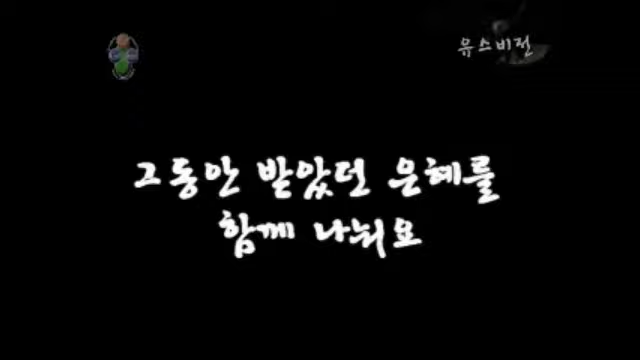 유스비전
그동안 받았던 은혜를
함께 나눠요